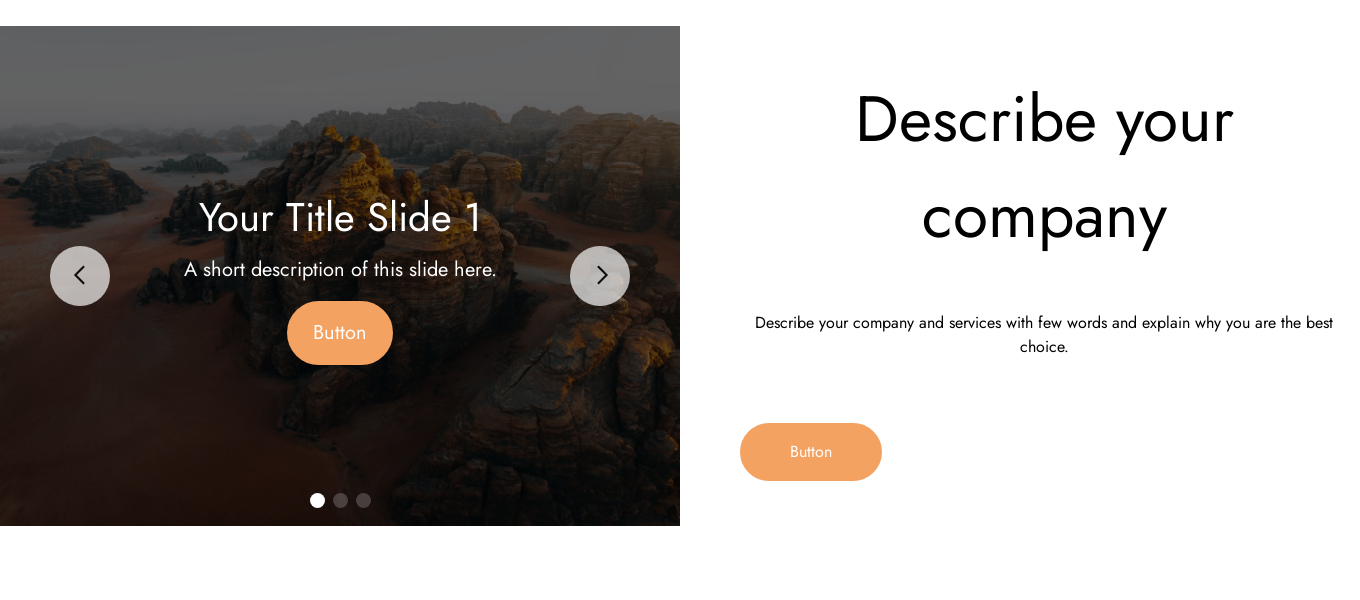 Your Title Slide 1
A short description of this slide here.
Button
Describe your
company
Describe your company and services with few words and explain why you are the best
choice.
Button